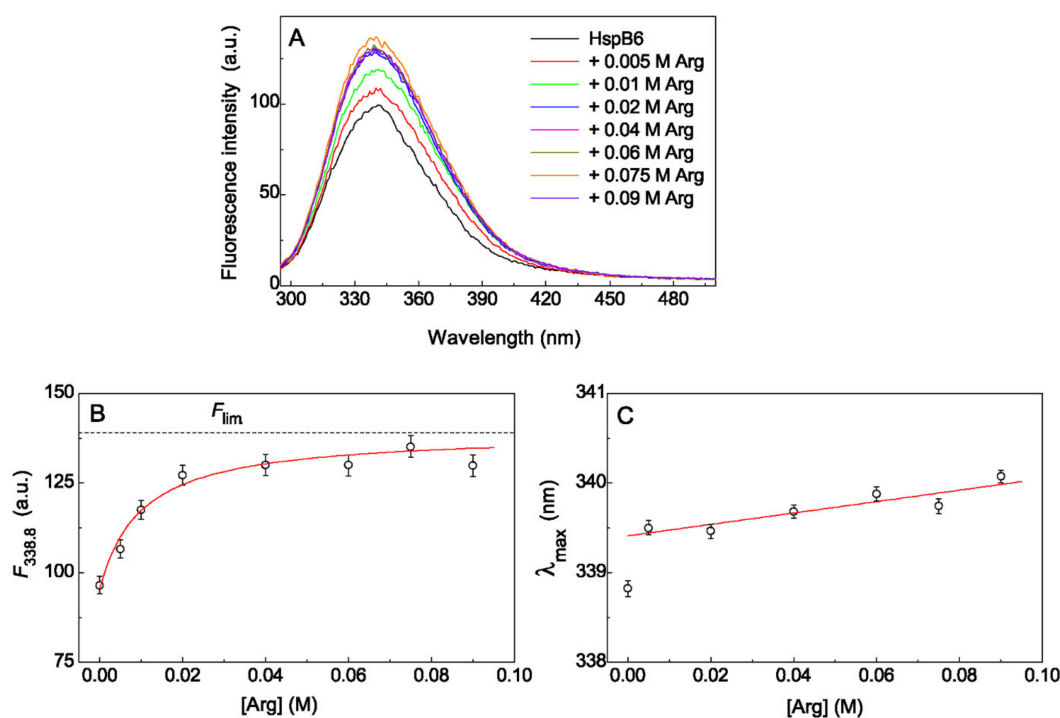 A
Fluorescence intensity (a.u.)
100
50
0
300
330
360
390
420
450
480
Wavelength (nm)
HspB6
+ 0.005 M Arg
+ 0.01 M Arg
+ 0.02 M Arg
+ 0.04 M Arg
+ 0.06 M Arg
+ 0.075 M Arg
+ 0.09 M Arg
B
F338.8 (a.u.)
150
125
100
75
Flim.
0.00
0.02
0.04
0.06
0.08
0.10
[Arg] (M)
C
λmax (nm)
341
340
339
338
0.00
0.02
0.04
0.06
0.08
0.10
[Arg] (M)